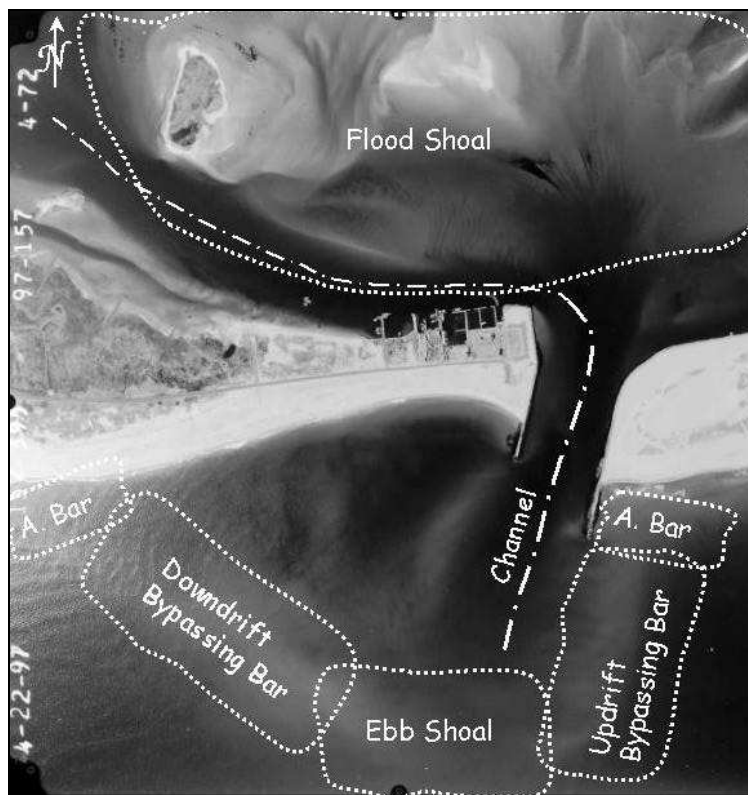 N
4-72
97-157
4-22-97
Flood Shoal
Channel
A. Bar
A. Bar
Downdrift
Bypassing Bar
Ebb Shoal
Updrift
Bypassing Bar